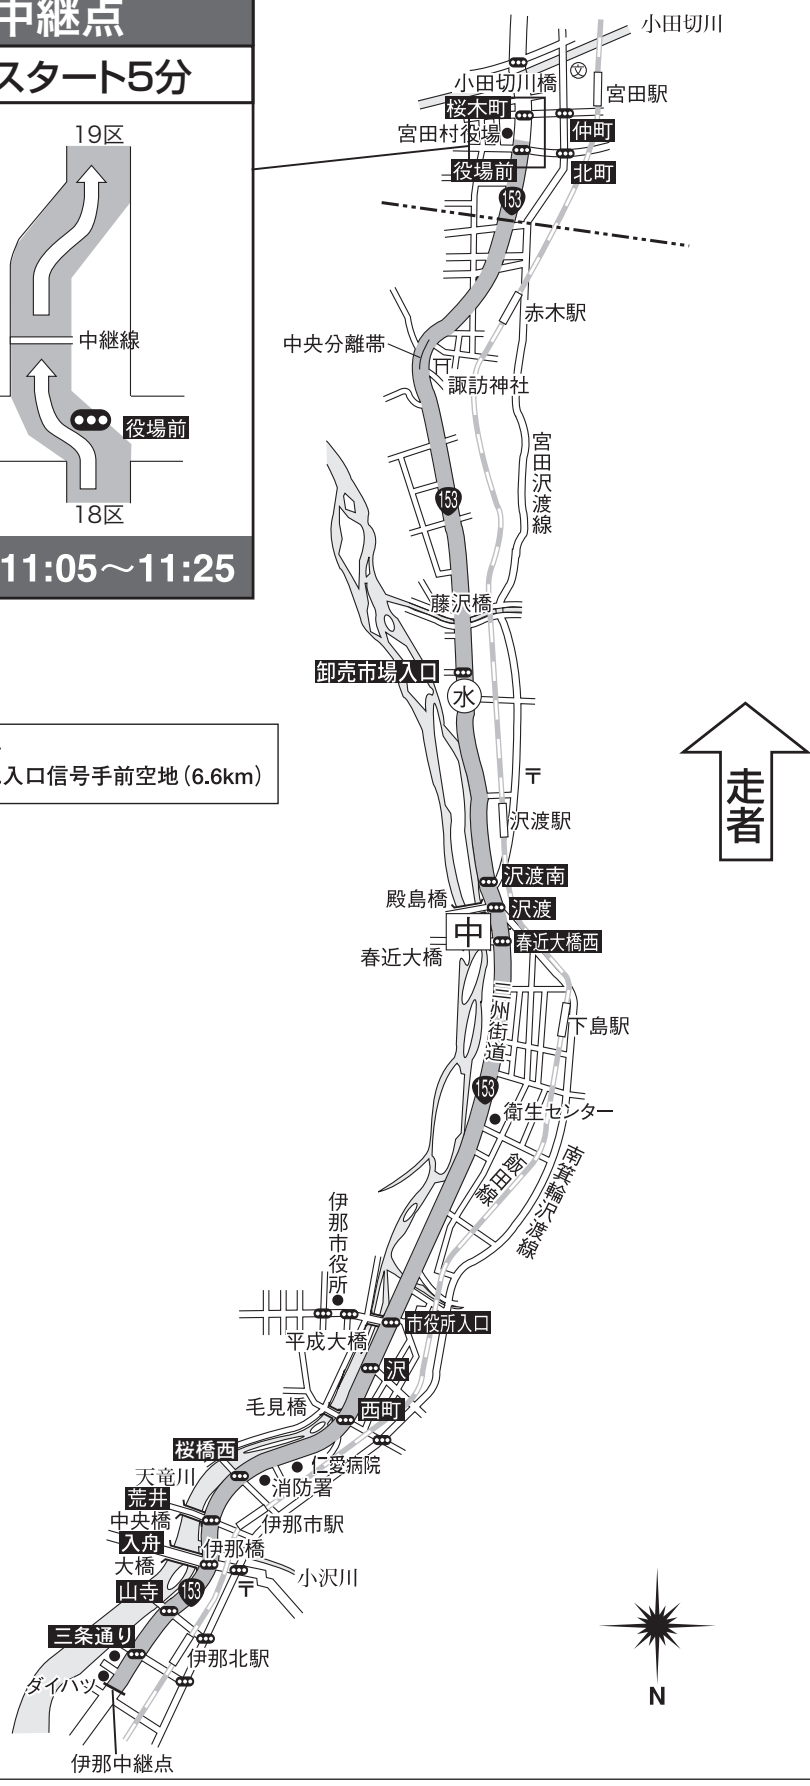 中継点
スタート5分
19区
中継線
役場前
18区
11:05〜11:25
入口信号手前空地(6.6km)
小田切川
小田切川橋
文
宮田駅
桜木町
宮田村役場
仲町
役場前
北町
153
赤木駅
中央分離帯
諏訪神社
宮田沢渡線
153
藤沢橋
卸売市場入口
水
〒
走者
沢渡駅
沢渡南
殿島橋
沢渡
中
春近大橋西
春近大橋
三州街道
下島駅
153
衛生センター
飯田線
南箕輪沢渡線
伊那市役所
市役所入口
平成大橋
沢
毛見橋
西町
桜橋西
仁愛病院
天竜川
消防署
荒井
中央橋
伊那市駅
入舟
伊那橋
大橋
小沢川
山寺
153
〒
三条通り
伊那北駅
ダイハツ
伊那中継点
N